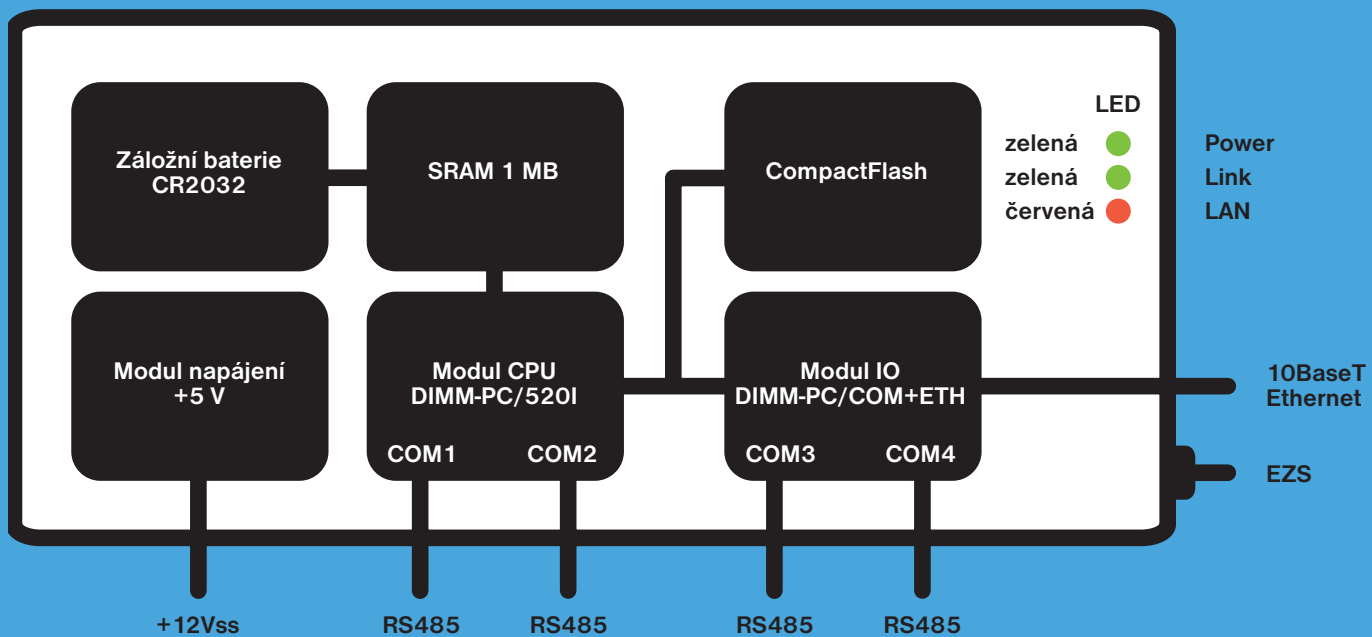 LED
zelená Power
zelená Link
červená LAN
Záložní baterie
CR2032
SRAM 1 MB
CompactFlash
Modul napájení
+5 V
Modul CPU
DIMM-PC/520I
COM1 COM2
Modul IO
DIMM-PC/COM+ETH
COM3 COM4
10BaseT
Ethernet
EZS
+12Vss RS485 RS485 RS485 RS485